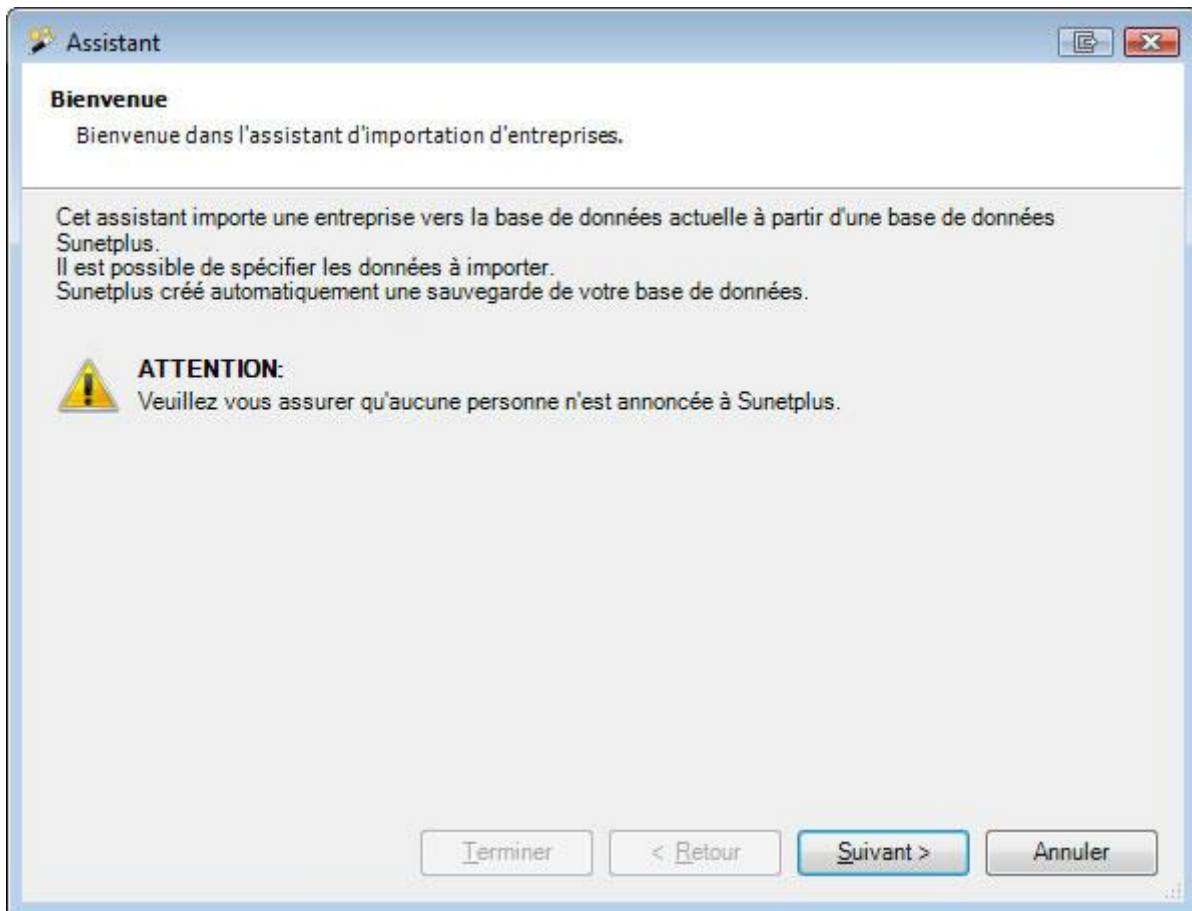 Assistant
Bienvenue
Bienvenue dans l'assistant d'importation d'entreprises.
Cet assistant importe une entreprise vers la base de données actuelle à partir d'une base de données
Sunetplus.
Il est possible de spécifier les données à importer.
Sunetplus créé automatiquement une sauvegarde de votre base de données.
ATTENTION:
Veuillez vous assurer qu'aucune personne n'est annoncée à Sunetplus.
Terminer
< Retour
Suivant >
Annuler